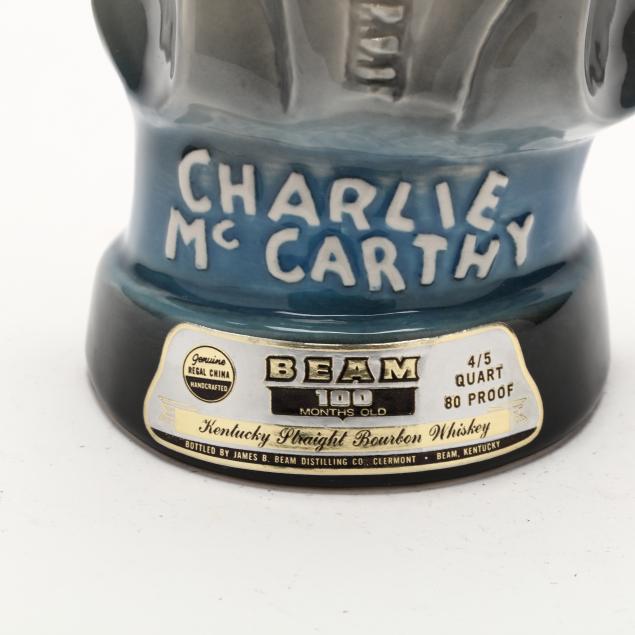 CHARLIE
McCARTHY
Genuine
REGAL CHINA
HANDCRAFTED
BEAM
100
MONTHS OLD
4/5
QUART
80 PROOF
Kentucky Straight Bourbon Whiskey
BOTTLED BY JAMES B. BEAM DISTILLING CO., CLERMONT • BEAM, KENTUCKY